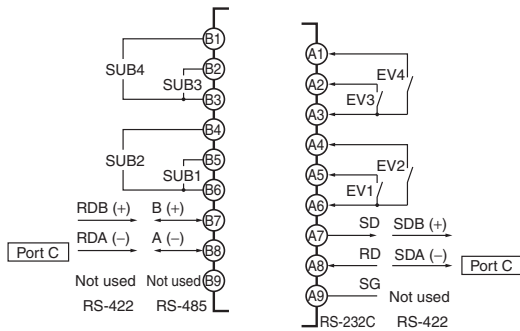 B1
SUB4
B2
SUB3
B3
B4
SUB2
B5
SUB1
B6
RDB (+) B (+)
B7
RDA (−) A (−)
Port C
B8
Not used Not used
B9
RS-422 RS-485
A1
A2
EV4
EV3
A3
A4
EV2
A5
EV1
A6
A7
SD SDB (+)
A8
RD SDA (−)
Port C
A9
SG Not used
RS-232C RS-422